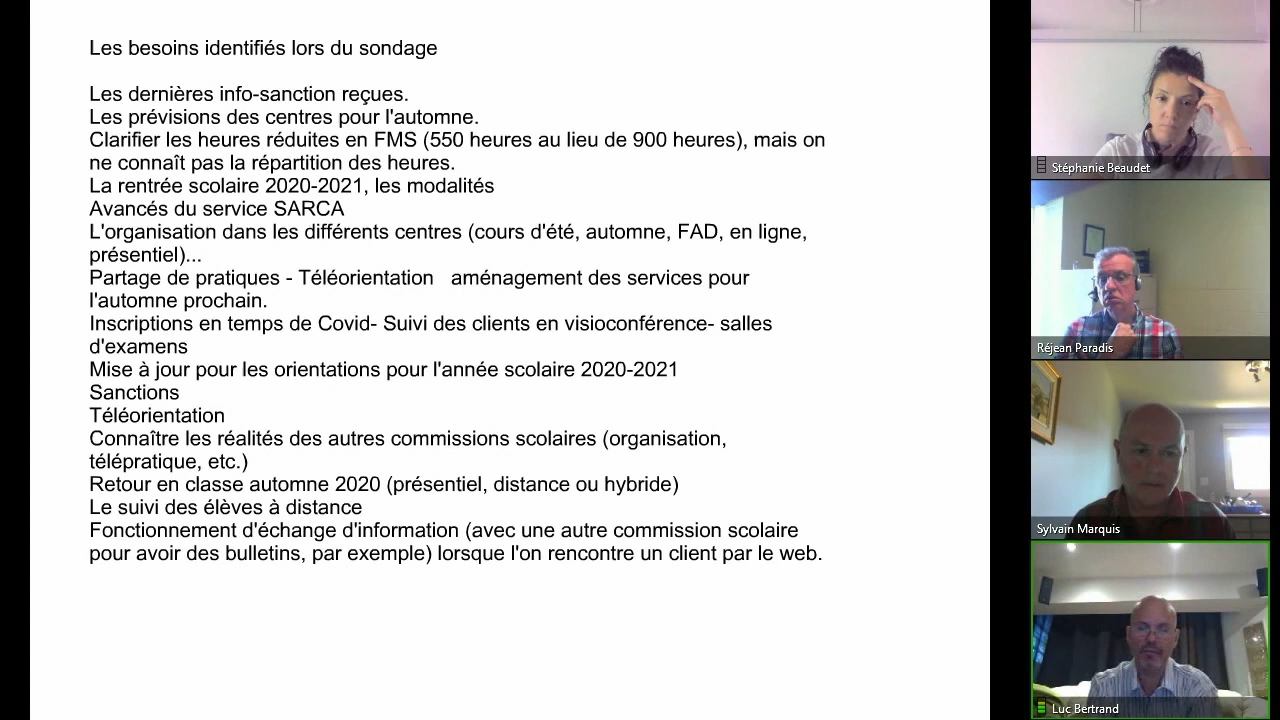 Les besoins identifiés lors du sondage
Les dernières info-sanction reçues.
Les prévisions des centres pour l'automne.
Clarifier les heures réduites en FMS (550 heures au lieu de 900 heures), mais on
ne connaît pas la répartition des heures.
La rentrée scolaire 2020-2021, les modalités
Avancés du service SARCA
L'organisation dans les différents centres (cours d'été, automne, FAD, en ligne,
présentiel)...
Partage de pratiques - Téléorientation   aménagement des services pour
l'automne prochain.
Inscriptions en temps de Covid- Suivi des clients en visioconférence- salles
d'examens
Mise à jour pour les orientations pour l'année scolaire 2020-2021
Sanctions
Téléorientation
Connaître les réalités des autres commissions scolaires (organisation,
télépratique, etc.)
Retour en classe automne 2020 (présentiel, distance ou hybride)
Le suivi des élèves à distance
Fonctionnement d'échange d'information (avec une autre commission scolaire
pour avoir des bulletins, par exemple) lorsque l'on rencontre un client par le web.
Stéphanie Beaudet
Réjean Paradis
Sylvain Marquis
Luc Bertrand